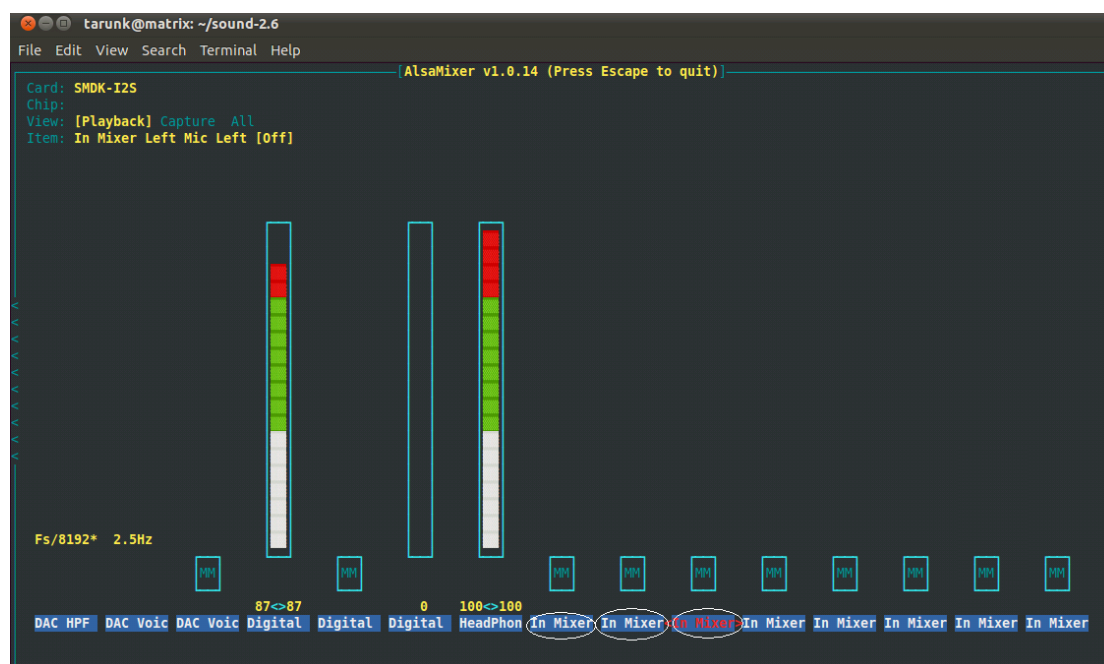 tarunk@matrix: ~/sound-2.6
File Edit View Search Terminal Help
[AlsaMixer v1.0.14 (Press Escape to quit)]
Card: SMDK-I2S
Chip:
View: [Playback] Capture All
Item: In Mixer Left Mic Left [Off]
<
<
<
<
<
<
<
<
<
<
Fs/8192* 2.5Hz
MM MM MM MM MM MM MM MM MM MM
87<>87 0 100<>100
DAC HPF DAC Voic DAC Voic Digital Digital Digital HeadPhon In Mixer In Mixer <In Mixer> In Mixer In Mixer In Mixer In Mixer In Mixer